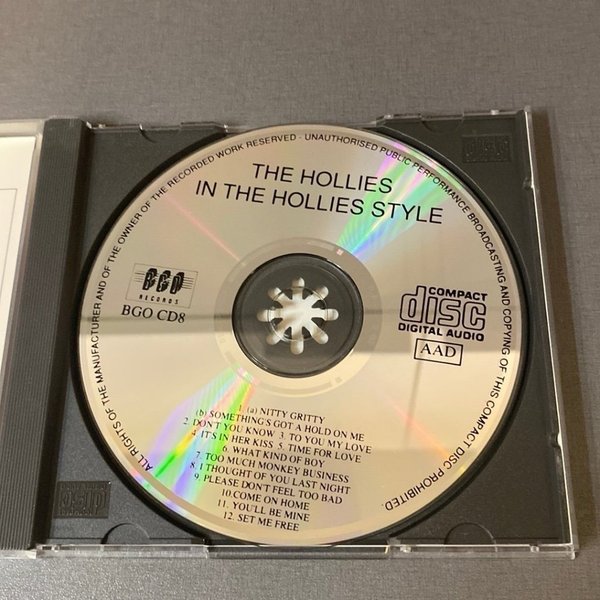 ALL RIGHTS OF THE MANUFACTURER AND OF THE OWNER OF THE RECORDED WORK RESERVED - UNAUTHORISED PUBLIC PERFORMANCE BROADCASTING AND COPYING OF THIS COMPACT DISC PROHIBITED.
THE HOLLIES
IN THE HOLLIES STYLE
BGO
RECORDS
BGO CD8
COMPACT
disc
DIGITAL AUDIO
AAD
1. (a) NITTY GRITTY
(b) SOMETHING'S GOT A HOLD ON ME
2. DON'T YOU KNOW 3. TO YOU MY LOVE
4. IT'S IN HER KISS 5. TIME FOR LOVE
6. WHAT KIND OF BOY
7. TOO MUCH MONKEY BUSINESS
8. I THOUGHT OF YOU LAST NIGHT
9. PLEASE DON'T FEEL TOO BAD
10.COME ON HOME
11. YOU'LL BE MINE
12. SET ME FREE
disc
disc